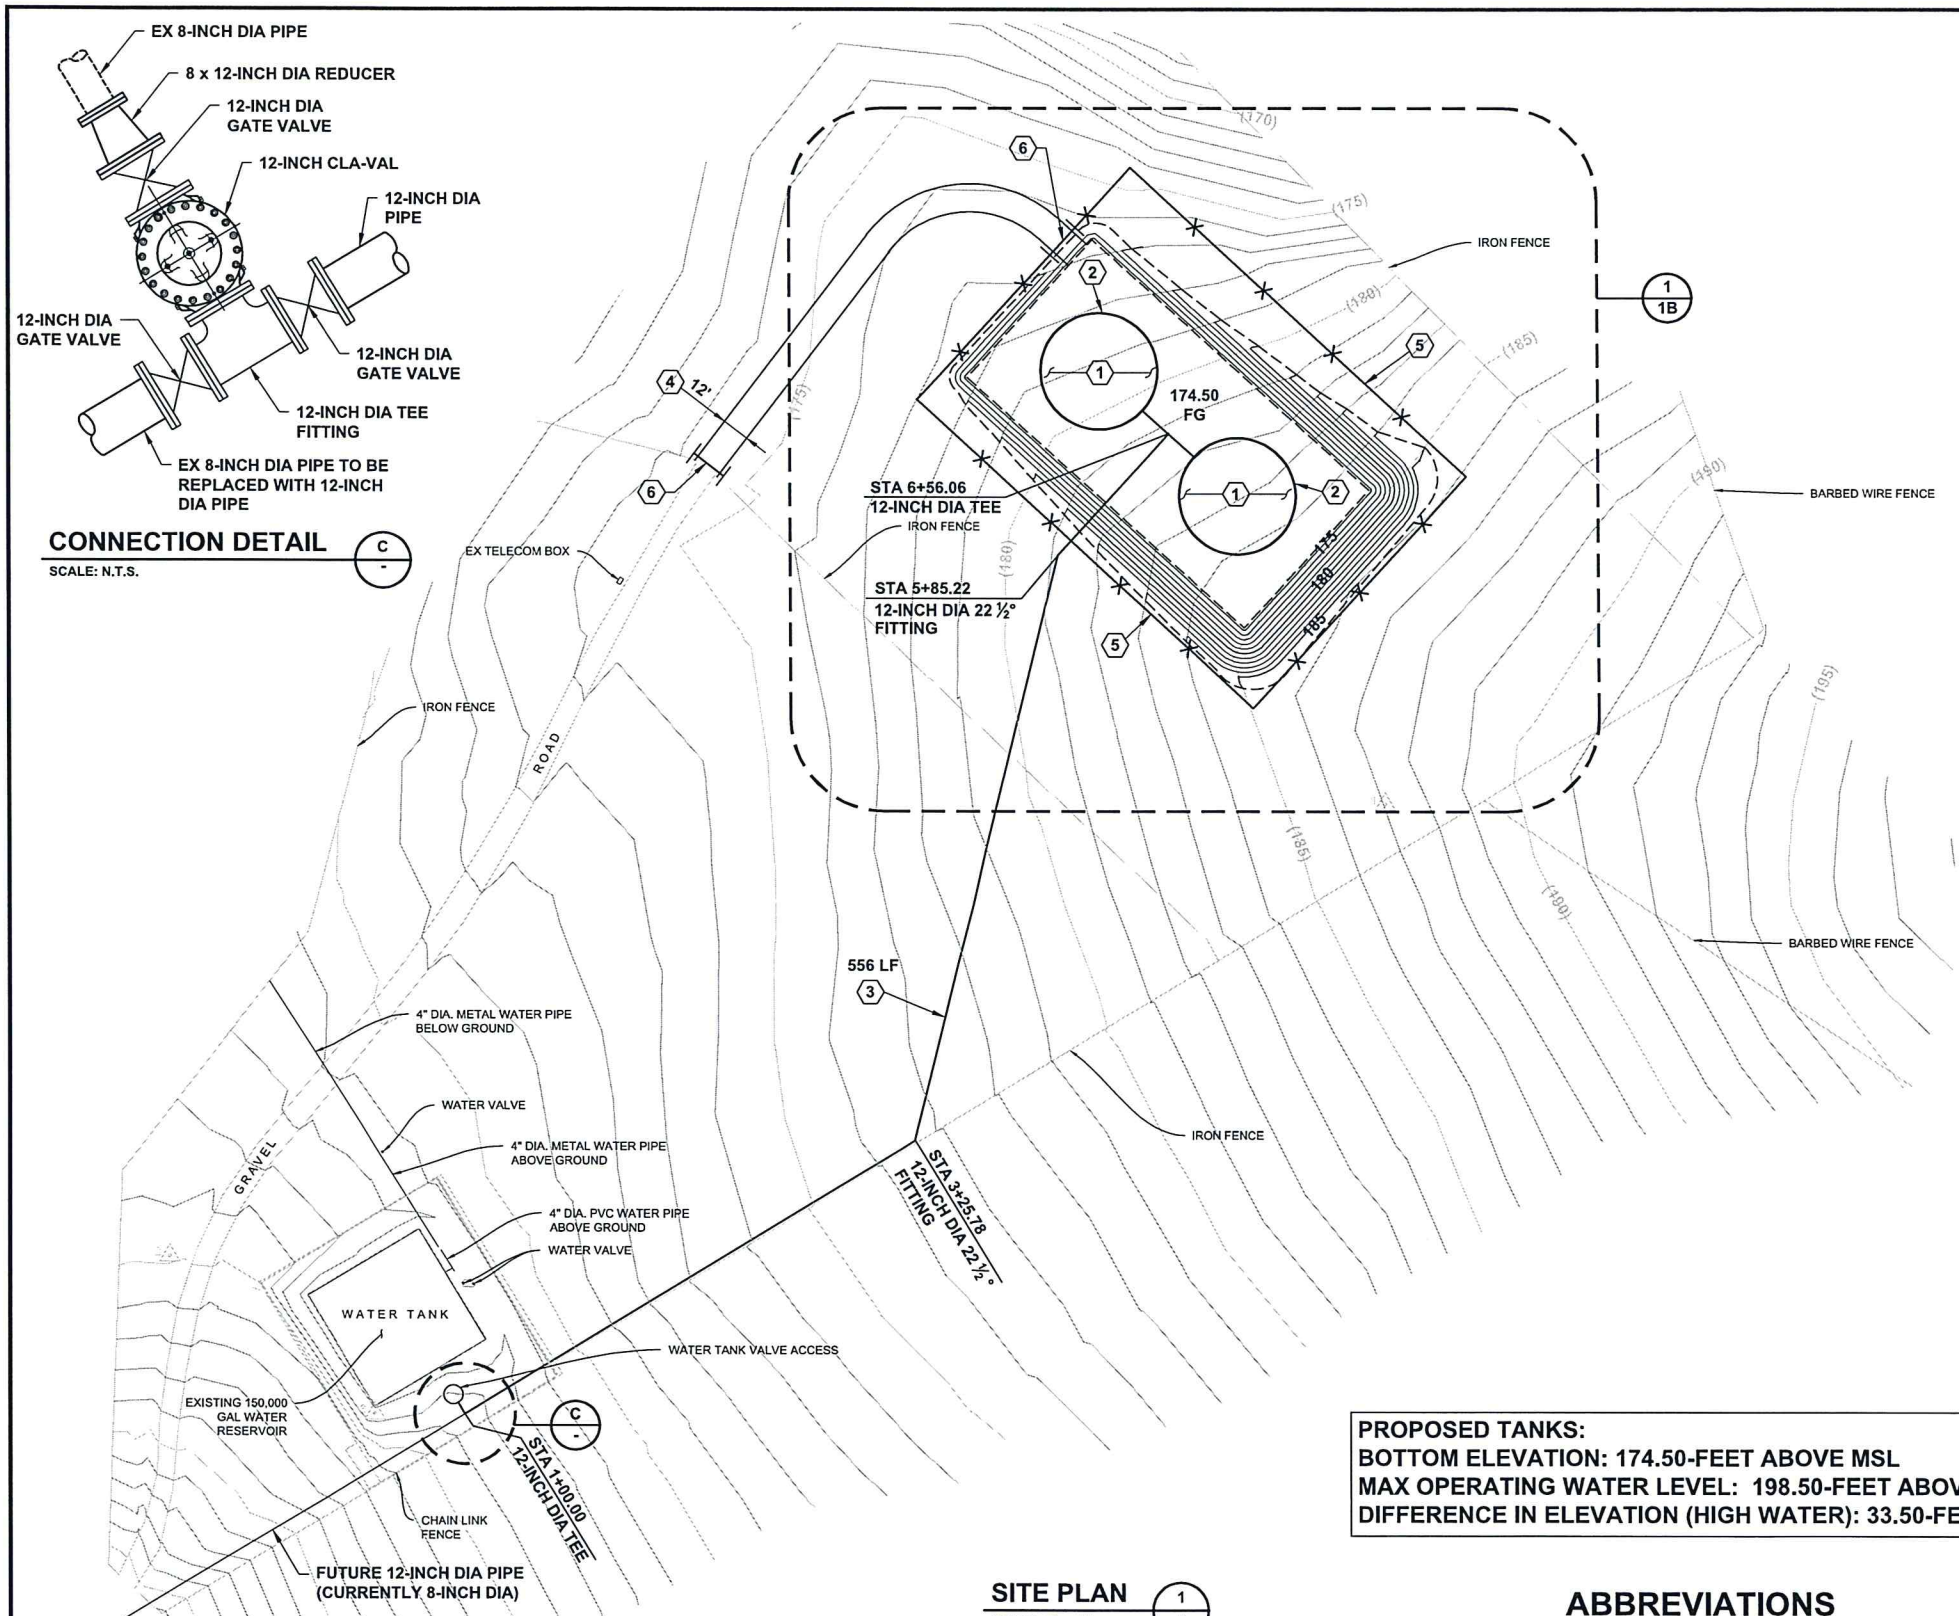 EX 8-INCH DIA PIPE
8 x 12-INCH DIA REDUCER
12-INCH DIA
GATE VALVE
12-INCH CLA-VAL
12-INCH DIA
PIPE
12-INCH DIA
GATE VALVE
12-INCH DIA
GATE VALVE
12-INCH DIA TEE
FITTING
EX 8-INCH DIA PIPE TO BE
REPLACED WITH 12-INCH
DIA PIPE
CONNECTION DETAIL
C
-
SCALE: N.T.S.
(170)
6
(175)
IRON FENCE
2
(180)
1
1B
5
(185)
4
12'
(175)
1
174.50
FG
(190)
BARBED WIRE FENCE
6
STA 6+56.06
12-INCH DIA TEE
1
2
IRON FENCE
EX TELECOM BOX
(180)
175
180
185
STA 5+85.22
12-INCH DIA 22 ½°
FITTING
5
(195)
IRON FENCE
ROAD
(185)
(190)
BARBED WIRE FENCE
556 LF
3
4" DIA. METAL WATER PIPE
BELOW GROUND
WATER VALVE
4" DIA. METAL WATER PIPE
ABOVE GROUND
IRON FENCE
GRAVEL
STA 3+25.78
12-INCH DIA 22 ½°
FITTING
4" DIA. PVC WATER PIPE
ABOVE GROUND
WATER VALVE
WATER TANK
WATER TANK VALVE ACCESS
EXISTING 150,000
GAL WATER
RESERVOIR
C
-
STA 1+00.00
12-INCH DIA TEE
CHAIN LINK
FENCE
FUTURE 12-INCH DIA PIPE
(CURRENTLY 8-INCH DIA)
PROPOSED TANKS:
BOTTOM ELEVATION: 174.50-FEET ABOVE MSL
MAX OPERATING WATER LEVEL: 198.50-FEET ABOV
DIFFERENCE IN ELEVATION (HIGH WATER): 33.50-FE
SITE PLAN
1
ABBREVIATIONS